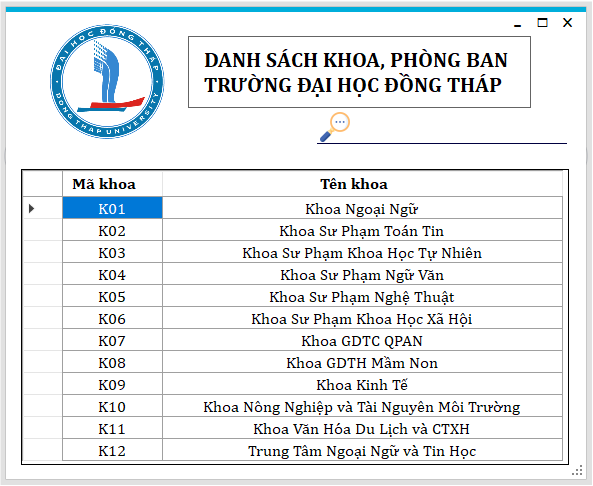 ĐẠI HỌC ĐỒNG THÁP
DONG THAP UNIVERSITY
DANH SÁCH KHOA, PHÒNG BAN
TRƯỜNG ĐẠI HỌC ĐỒNG THÁP
Mã khoa Tên khoa
K01 Khoa Ngoại Ngữ
K02 Khoa Sư Phạm Toán Tin
K03 Khoa Sư Phạm Khoa Học Tự Nhiên
K04 Khoa Sư Phạm Ngữ Văn
K05 Khoa Sư Phạm Nghệ Thuật
K06 Khoa Sư Phạm Khoa Học Xã Hội
K07 Khoa GDTC QPAN
K08 Khoa GDTH Mầm Non
K09 Khoa Kinh Tế
K10 Khoa Nông Nghiệp và Tài Nguyên Môi Trường
K11 Khoa Văn Hóa Du Lịch và CTXH
K12 Trung Tâm Ngoại Ngữ và Tin Học